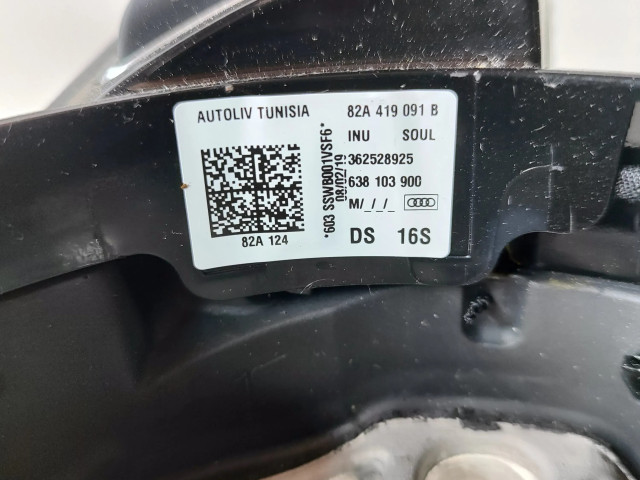 AUTOLIV TUNISIA
82A 124
*603 SSWB001VSF6*
08/02/19
82A 419 091 B
INU SOUL
362528925
638 103 900
M/_/_/_
DS 16S